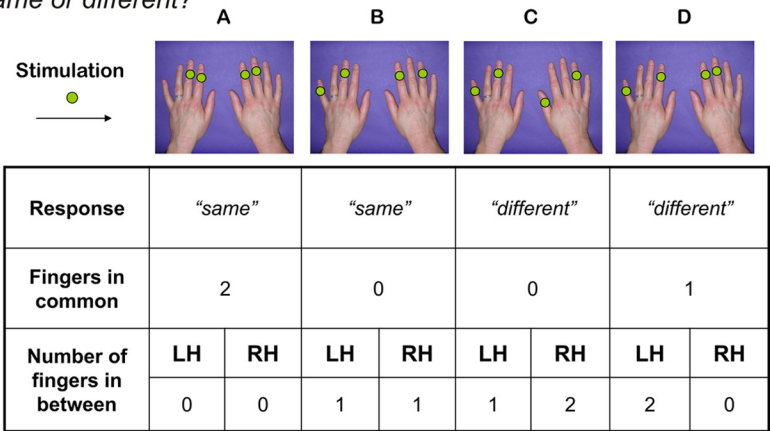 same or different?
A B C D
Stimulation
Response "same" "same" "different" "different"
Fingers in
common 2 0 0 1
Number of
fingers in
between
LH RH LH RH LH RH LH RH
0 0 1 1 1 2 2 0